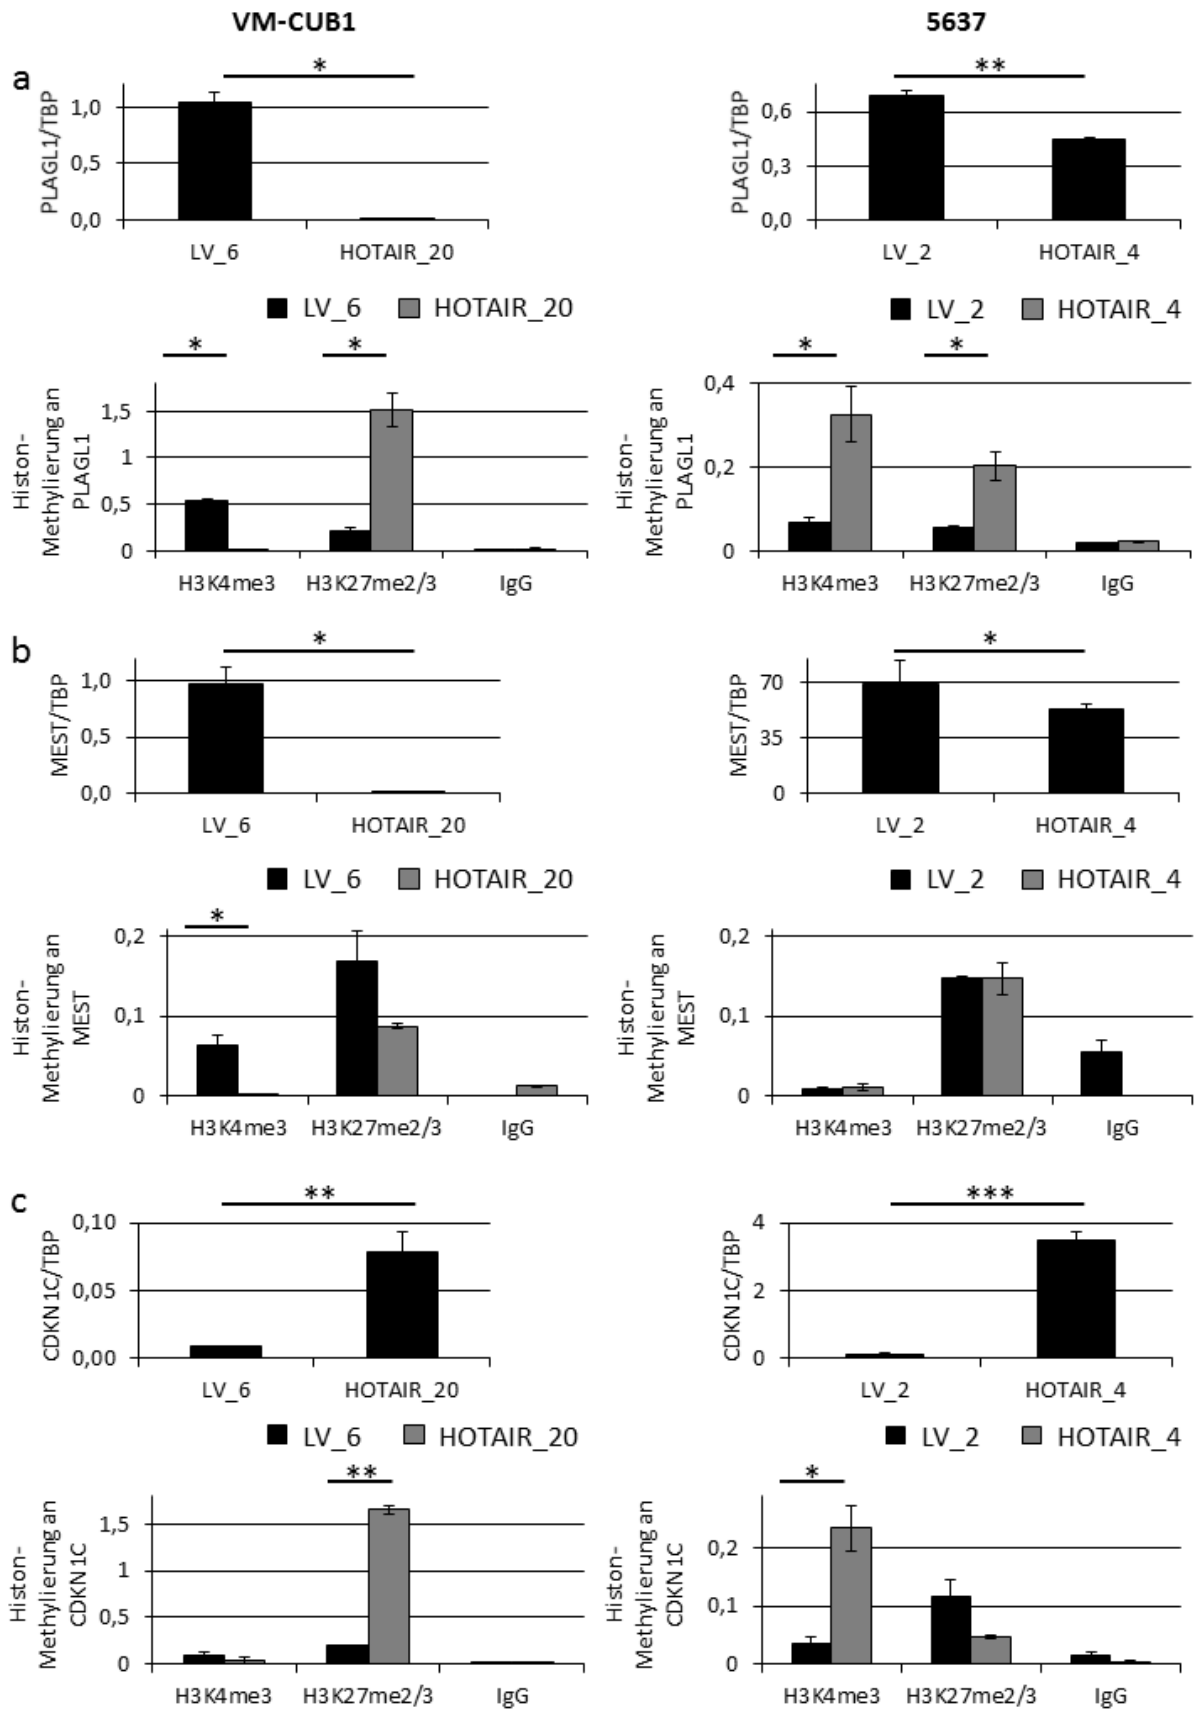 VM-CUB1
5637
a
*
PLAGL1/TBP
1,0
0,5
0,0
LV_6
HOTAIR_20
**
PLAGL1/TBP
0,6
0,3
0,0
LV_2
HOTAIR_4
LV_6 HOTAIR_20
* *
Histon-
Methylierung an
PLAGL1
1,5
1
0,5
0
H3K4me3 H3K27me2/3 IgG
LV_2 HOTAIR_4
* *
Histon-
Methylierung an
PLAGL1
0,4
0,2
0
H3K4me3 H3K27me2/3 IgG
b
*
MEST/TBP
1,0
0,5
0,0
LV_6 HOTAIR_20
*
MEST/TBP
70
35
0
LV_2 HOTAIR_4
LV_6 HOTAIR_20
*
Histon-
Methylierung an
MEST
0,2
0,1
0
H3K4me3 H3K27me2/3 IgG
LV_2 HOTAIR_4
Histon-
Methylierung an
MEST
0,2
0,1
0
H3K4me3 H3K27me2/3 IgG
c
**
CDKN1C/TBP
0,10
0,05
0,00
LV_6 HOTAIR_20
***
CDKN1C/TBP
4
2
0
LV_2 HOTAIR_4
LV_6 HOTAIR_20
**
Histon-
Methylierung an
CDKN1C
1,5
1
0,5
0
H3K4me3 H3K27me2/3 IgG
LV_2 HOTAIR_4
*
Histon-
Methylierung an
CDKN1C
0,2
0,1
0
H3K4me3 H3K27me2/3 IgG